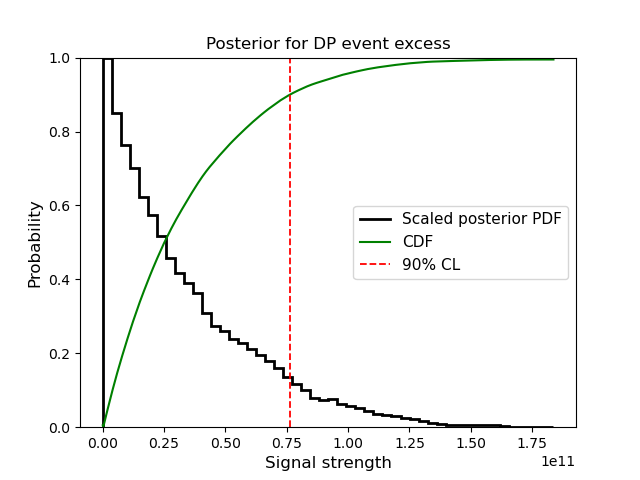 Posterior for DP event excess
Probability
1.0
0.8
0.6
0.4
0.2
0.0
Scaled posterior PDF
CDF
90% CL
0.00 0.25 0.50 0.75 1.00 1.25 1.50 1.75
1e11
Signal strength